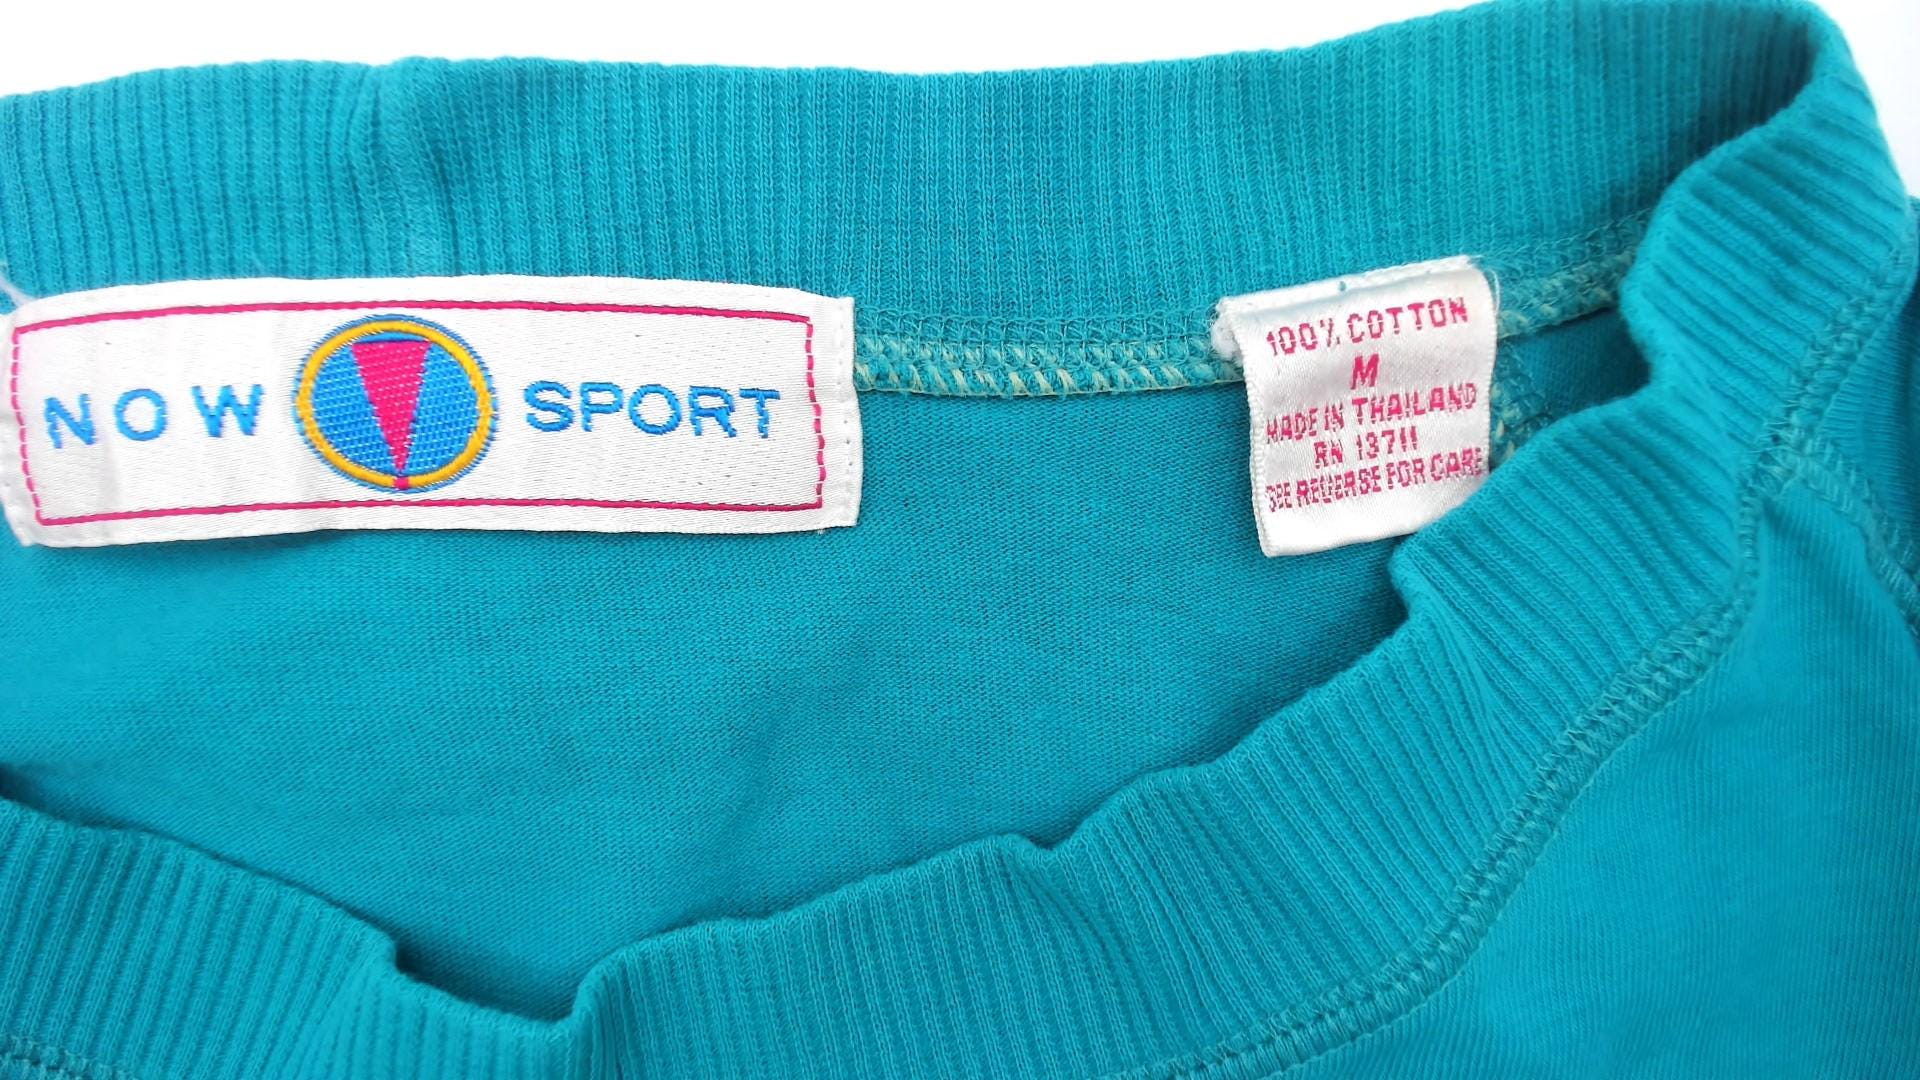 NOW SPORT
100% COTTON
M
MADE IN THAILAND
RN 13711
SEE REVERSE FOR CARE